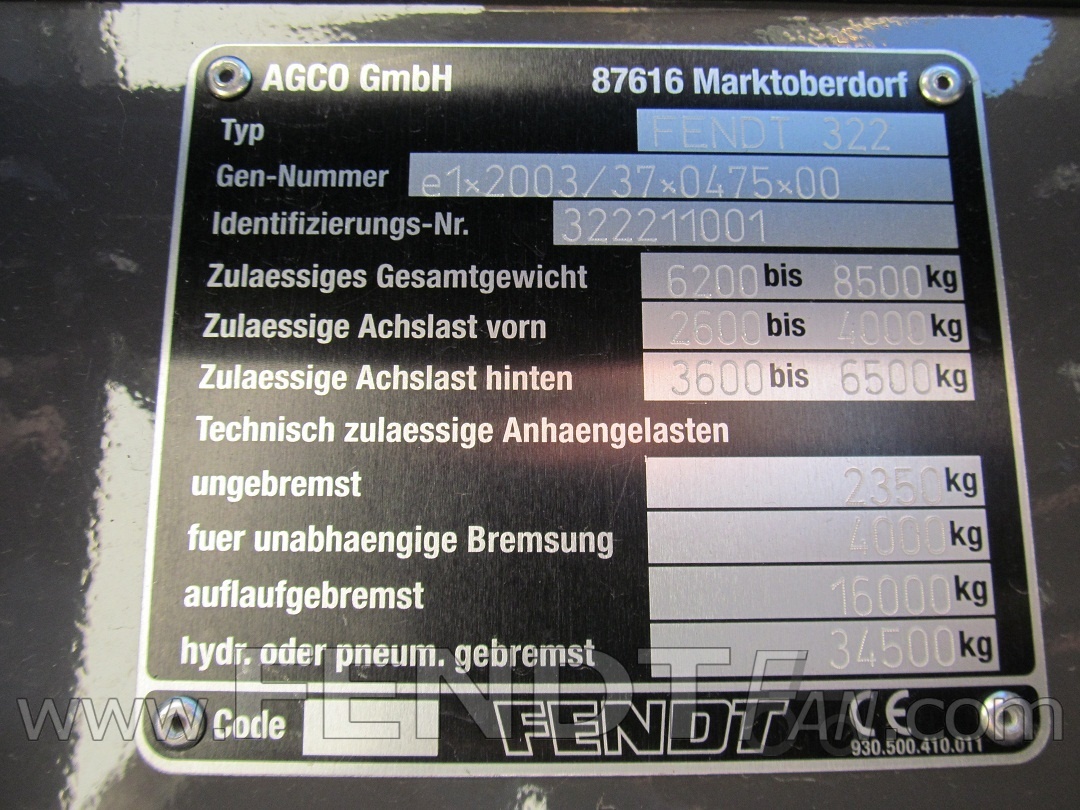 AGCO GmbH 87616 Marktoberdorf
Typ FENDT 322
Gen-Nummer e1*2003/37*0475*00
Identifizierungs-Nr. 322211001
Zulaessiges Gesamtgewicht 6200 bis 8500 kg
Zulaessige Achslast vorn 2600 bis 4000 kg
Zulaessige Achslast hinten 3600 bis 6500 kg
Technisch zulaessige Anhaengelasten
ungebremst 2350 kg
fuer unabhaengige Bremsung 4000 kg
auflaufgebremst 16000 kg
hydr. oder pneum. gebremst 34500 kg
www.FENDTFAN.com
Code FENDT CE
930.500.410.011